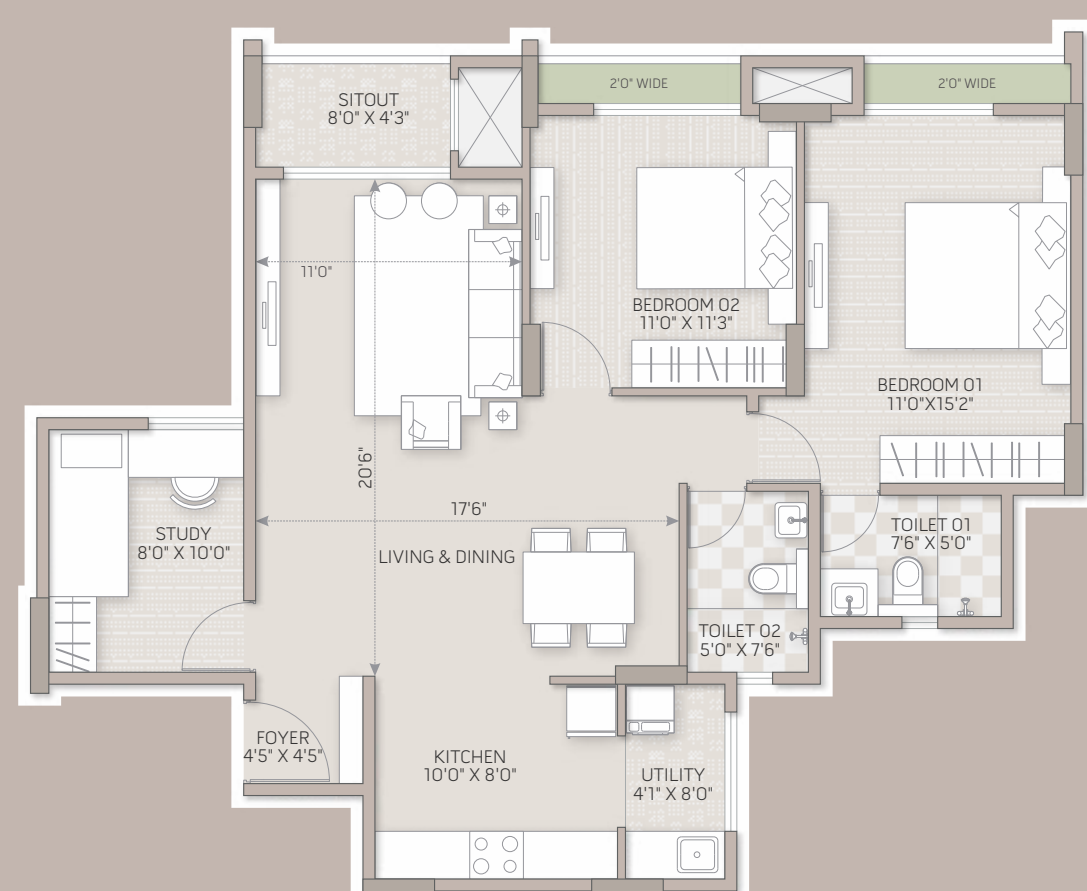 SITOUT
8'0" X 4'3"
2'0" WIDE
2'0" WIDE
11'0"
BEDROOM 02
11'0" X 11'3"
BEDROOM 01
11'0"X15'2"
20'6"
17'6"
STUDY
8'0" X 10'0"
LIVING & DINING
TOILET 01
7'6" X 5'0"
TOILET 02
5'0" X 7'6"
FOYER
4'5" X 4'5"
KITCHEN
10'0" X 8'0"
UTILITY
4'1" X 8'0"